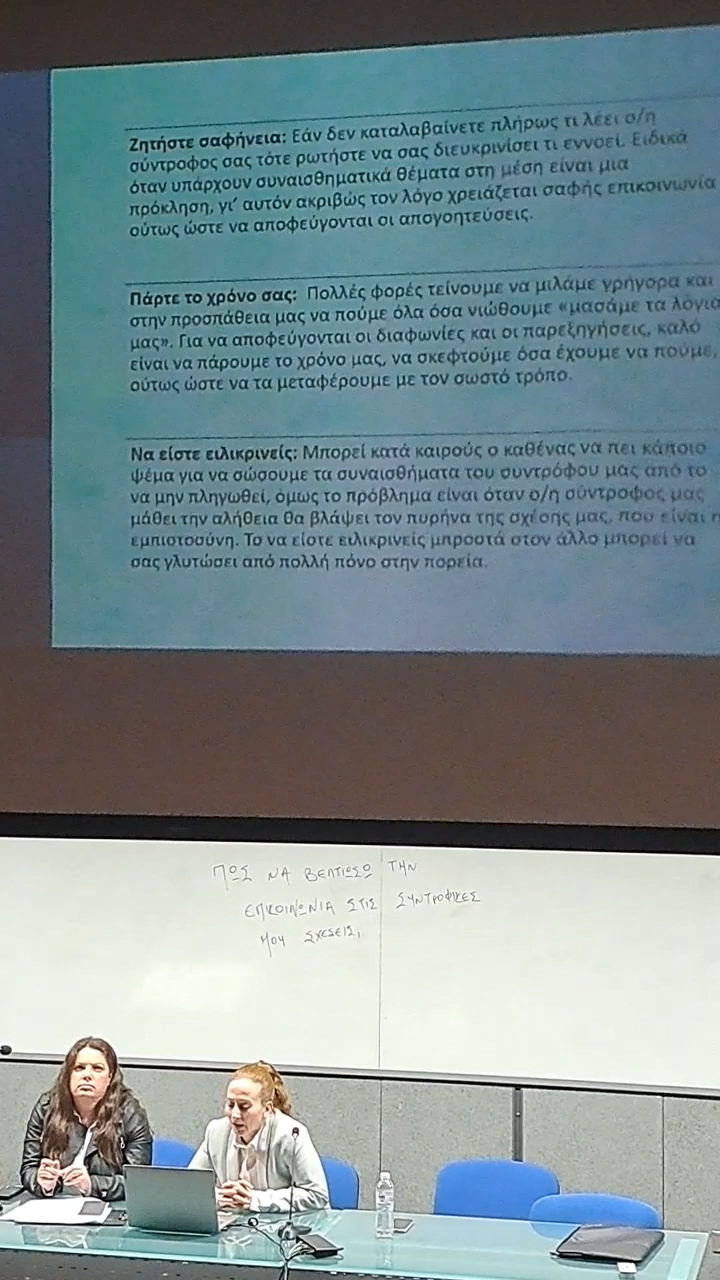 Ζητήστε σαφήνεια: Εάν δεν καταλαβαίνετε πλήρως τι λέει ο/η
σύντροφος σας τότε ρωτήστε να σας διευκρινίσει τι εννοεί. Ειδικά
όταν υπάρχουν συναισθηματικά θέματα στη μέση είναι μια
πρόκληση, γι' αυτόν ακριβώς τον λόγο χρειάζεται σαφής επικοινωνία
ούτως ώστε να αποφεύγονται οι απογοητεύσεις.
Πάρτε το χρόνο σας: Πολλές φορές τείνουμε να μιλάμε γρήγορα και
στην προσπάθεια μας να πούμε όλα όσα νιώθουμε «μασάμε τα λόγια
μας». Για να αποφεύγονται οι διαφωνίες και οι παρεξηγήσεις, καλό
είναι να πάρουμε το χρόνο μας, να σκεφτούμε όσα έχουμε να πούμε,
ούτως ώστε να τα μεταφέρουμε με τον σωστό τρόπο.
Να είστε ειλικρινείς: Μπορεί κατά καιρούς ο καθένας να πει κάποιο
ψέμα για να σώσουμε τα συναισθήματα του συντρόφου μας από το
να μην πληγωθεί, όμως το πρόβλημα είναι όταν ο/η σύντροφος μας
μάθει την αλήθεια θα βλάψει τον πυρήνα της σχέσης μας, που είναι η
εμπιστοσύνη. Το να είστε ειλικρινείς μπροστά στον άλλο μπορεί να
σας γλυτώσει από πολλή πόνο στην πορεία.
ΠΩΣ ΝΑ ΒΕΛΤΙΩΣΩ ΤΗΝ
ΕΠΙΚΟΙΝΩΝΙΑ ΣΤΙΣ ΣΥΝΤΡΟΦΙΚΕΣ
ΜΟΥ ΣΧΕΣΕΙΣ;